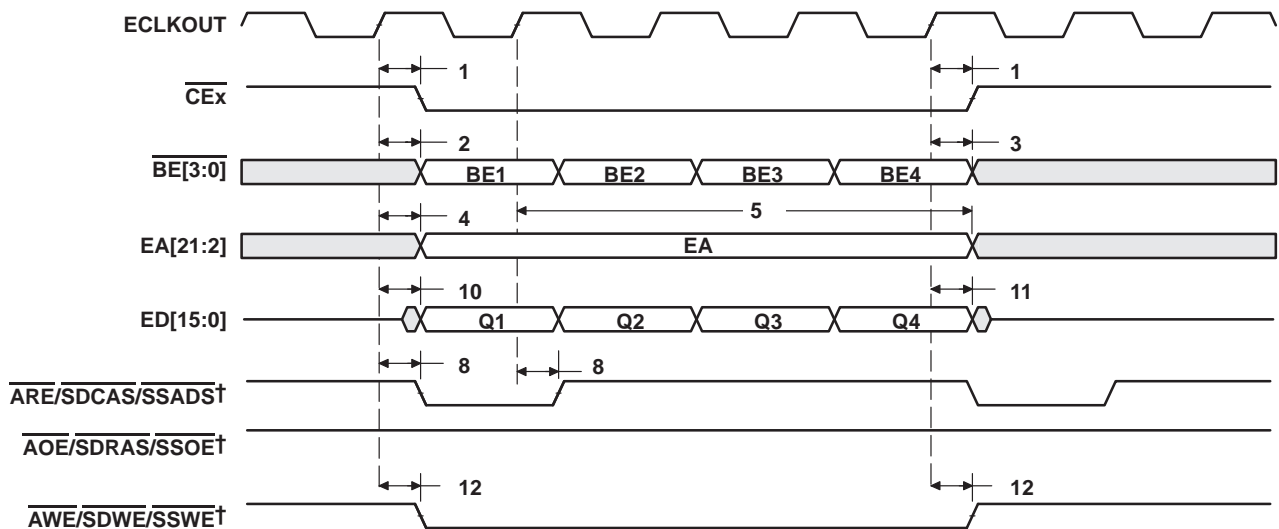 ECLKOUT
1 1
CEx
2 3
BE[3:0] BE1 BE2 BE3 BE4
5
4
EA[21:2] EA
10 11
ED[15:0] Q1 Q2 Q3 Q4
8 8
ARE/SDCAS/SSADS†
AOE/SDRAS/SSOE†
12 12
AWE/SDWE/SSWE†